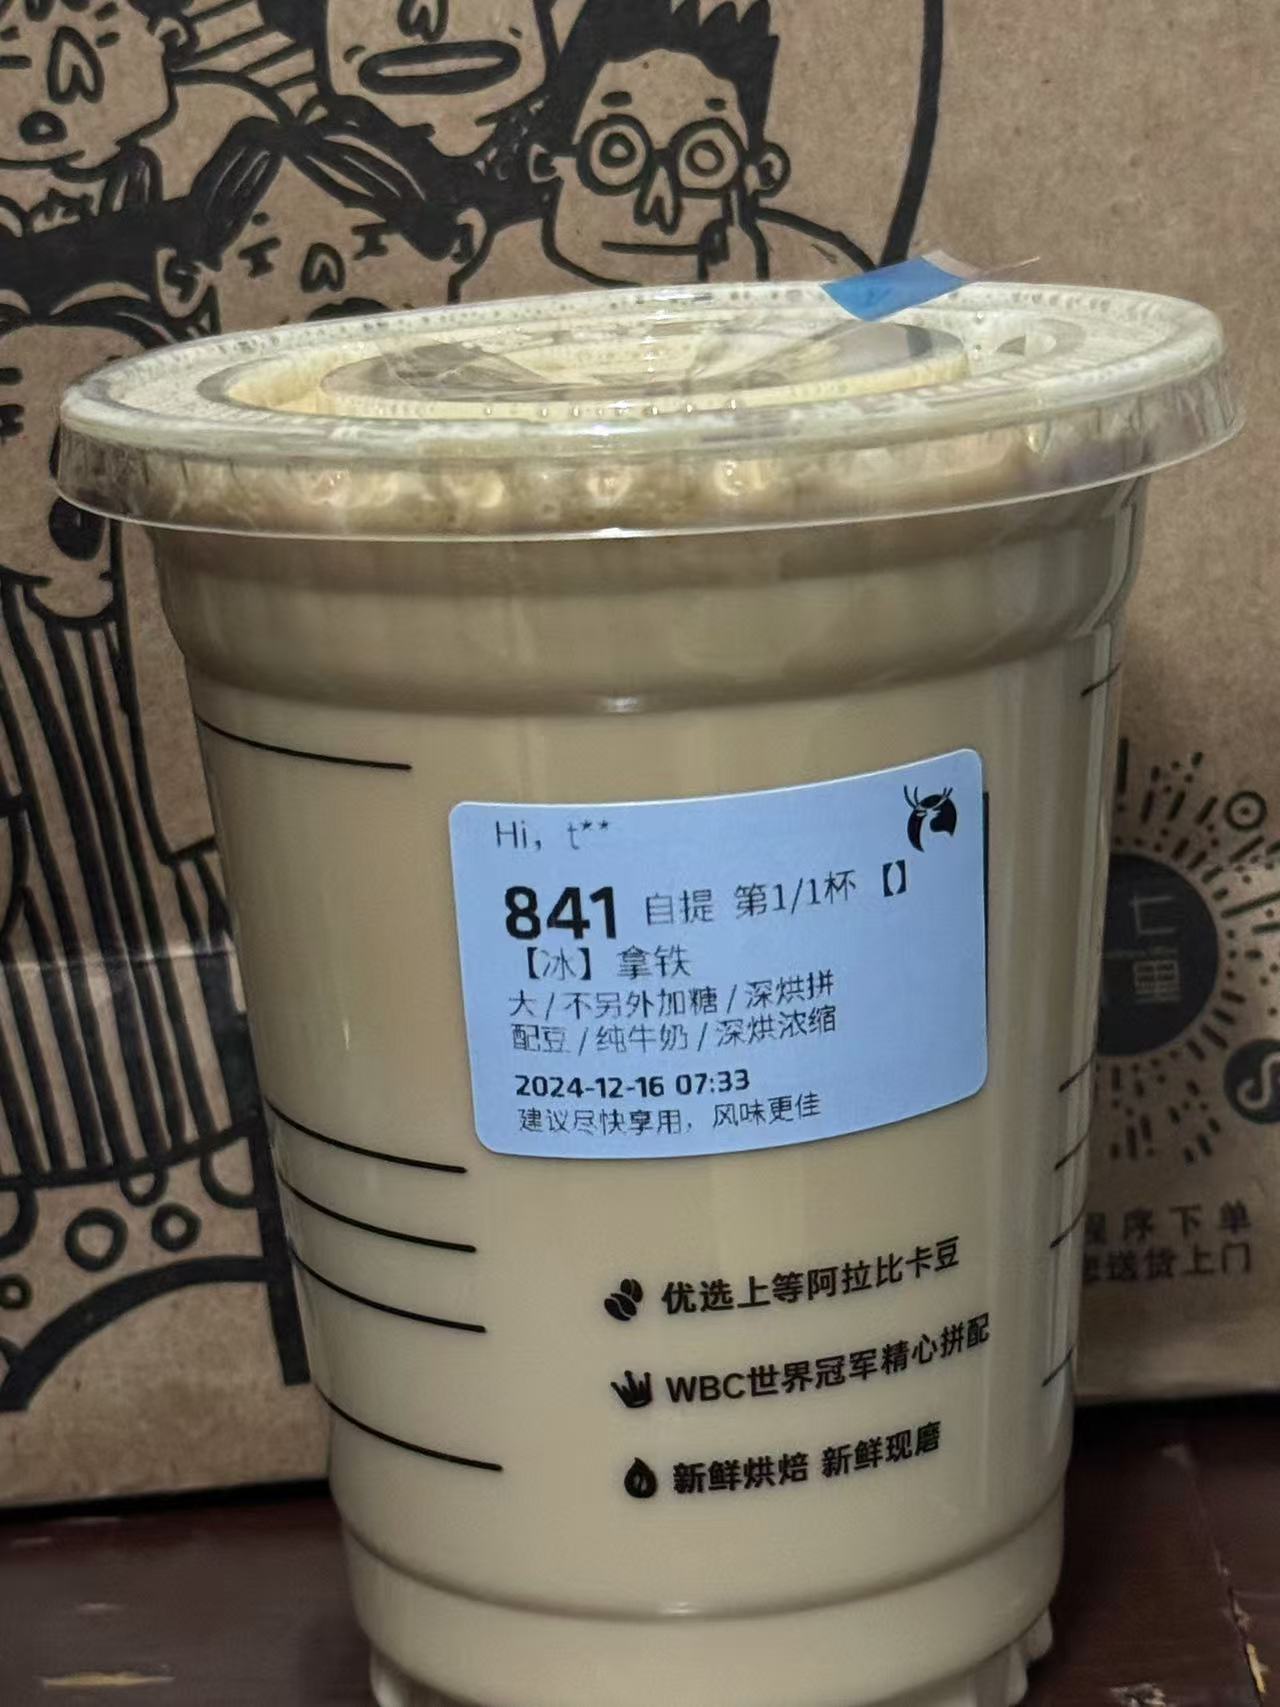 Hi, t**
841 自提 第1/1杯 【】
【冰】拿铁
大/不另外加糖/深烘拼
配豆/纯牛奶/深烘浓缩
2024-12-16 07:33
建议尽快享用，风味更佳
优选上等阿拉比卡豆
WBC世界冠军精心拼配
新鲜烘焙 新鲜现磨
程序下单
送货上门